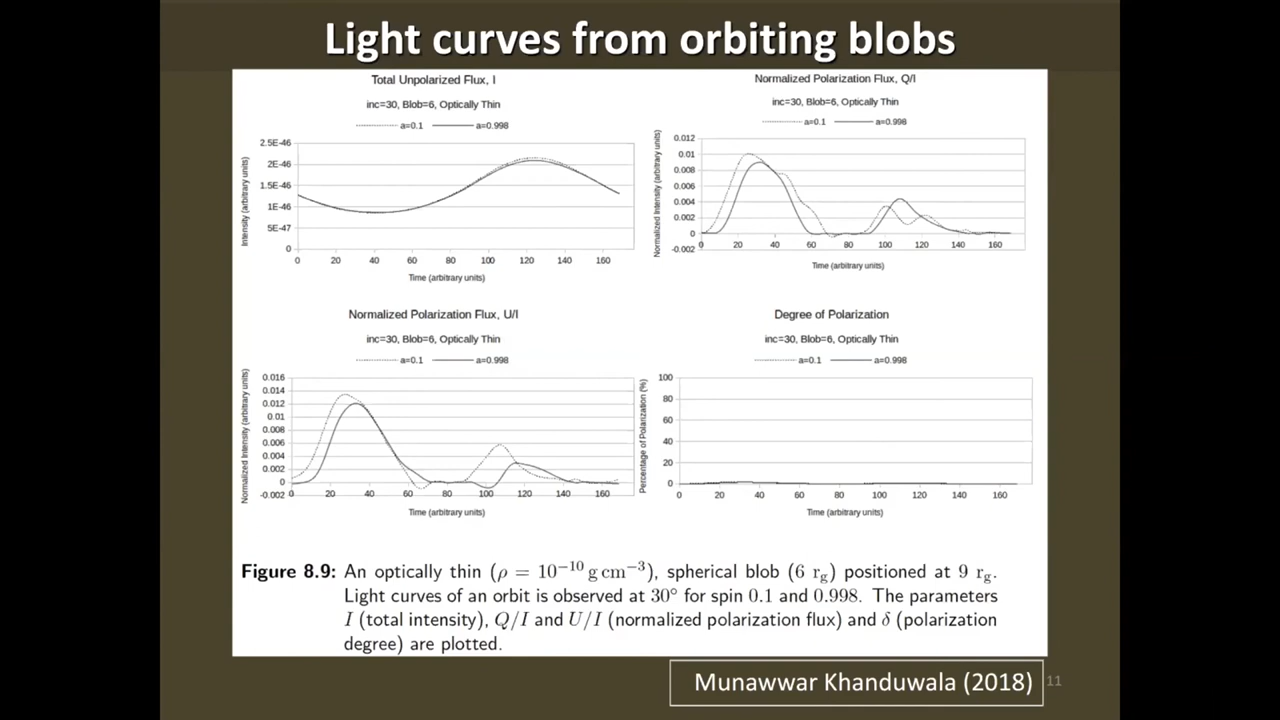 Light curves from orbiting blobs
Total Unpolarized Flux, I
inc=30, Blob=6, Optically Thin
a=0.1 a=0.998
Intensity (arbitrary units)
2.5E-46
2E-46
1.5E-46
1E-46
5E-47
0
0 20 40 60 80 100 120 140 160
Time (arbitrary units)
Normalized Polarization Flux, Q/I
inc=30, Blob=6, Optically Thin
a=0.1 a=0.998
Normalized Intensity (arbitrary units)
0.012
0.01
0.008
0.006
0.004
0.002
0
-0.002
0 20 40 60 80 100 120 140 160
Time (arbitrary units)
Normalized Polarization Flux, U/I
inc=30, Blob=6, Optically Thin
a=0.1 a=0.998
Normalized Intensity (arbitrary units)
0.016
0.014
0.012
0.01
0.008
0.006
0.004
0.002
0
-0.002
0 20 40 60 80 100 120 140 160
Time (arbitrary units)
Degree of Polarization
inc=30, Blob=6, Optically Thin
a=0.1 a=0.998
Percentage of Polarization (%)
100
80
60
40
20
0
0 20 40 60 80 100 120 140 160
Time (arbitrary units)
Figure 8.9: An optically thin (ρ = 10⁻¹⁰ g cm⁻³), spherical blob (6 r_g) positioned at 9 r_g.
Light curves of an orbit is observed at 30° for spin 0.1 and 0.998. The parameters
I (total intensity), Q/I and U/I (normalized polarization flux) and δ (polarization
degree) are plotted.
Munawwar Khanduwala (2018)
11